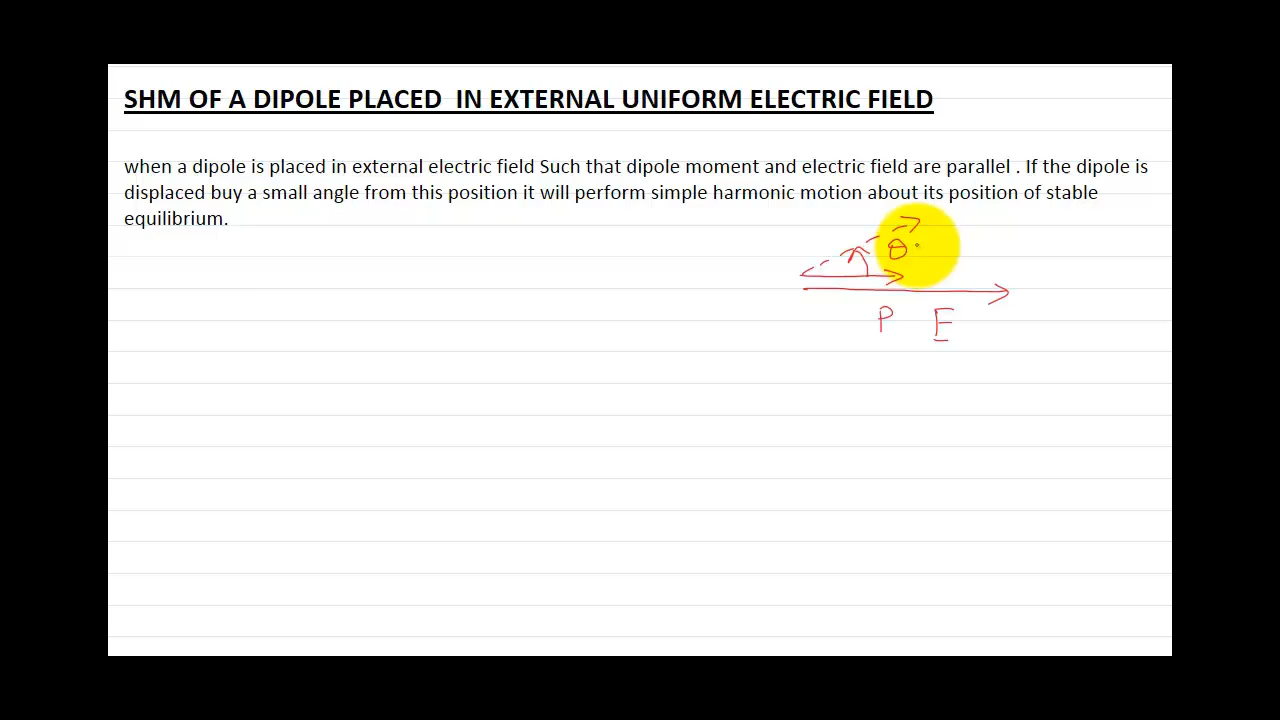 SHM OF A DIPOLE PLACED IN EXTERNAL UNIFORM ELECTRIC FIELD
when a dipole is placed in external electric field Such that dipole moment and electric field are parallel . If the dipole is
displaced buy a small angle from this position it will perform simple harmonic motion about its position of stable
equilibrium.
θ
P E